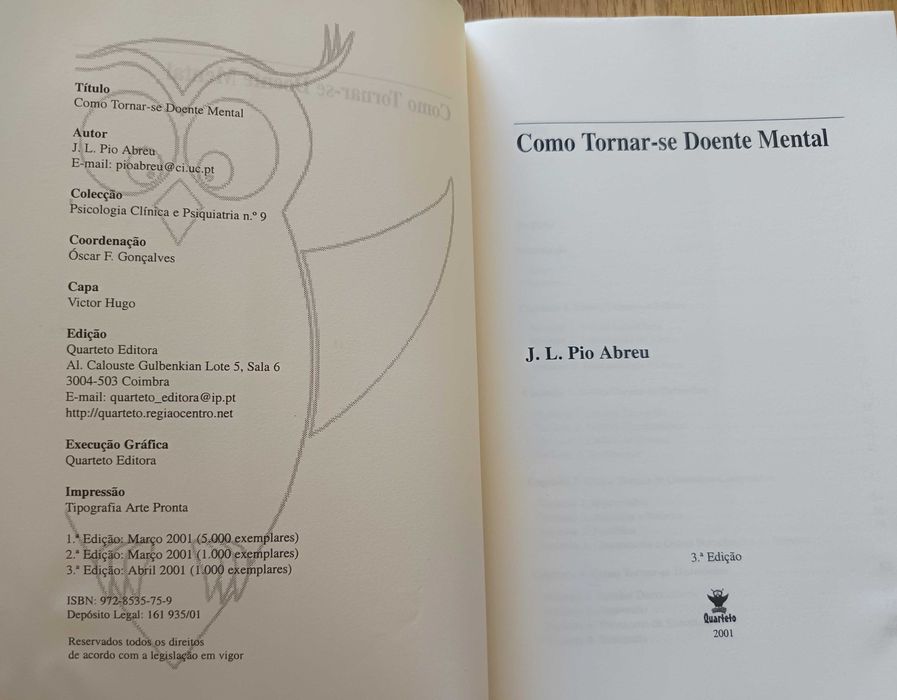 Título
Como Tornar-se Doente Mental
Autor
J. L. Pio Abreu
E-mail: pioabreu@ci.uc.pt
Colecção
Psicologia Clínica e Psiquiatria n.º 9
Coordenação
Óscar F. Gonçalves
Capa
Victor Hugo
Edição
Quarteto Editora
Al. Calouste Gulbenkian Lote 5, Sala 6
3004-503 Coimbra
E-mail: quarteto_editora@ip.pt
http://quarteto.regiaocentro.net
Execução Gráfica
Quarteto Editora
Impressão
Tipografia Arte Pronta
1.ª Edição: Março 2001 (5.000 exemplares)
2.ª Edição: Março 2001 (1.000 exemplares)
3.ª Edição: Abril 2001 (1.000 exemplares)
ISBN: 972-8535-75-9
Depósito Legal: 161 935/01
Reservados todos os direitos
de acordo com a legislação em vigor
Como Tornar-se Doente Mental
J. L. Pio Abreu
3.ª Edição
Quarteto
2001